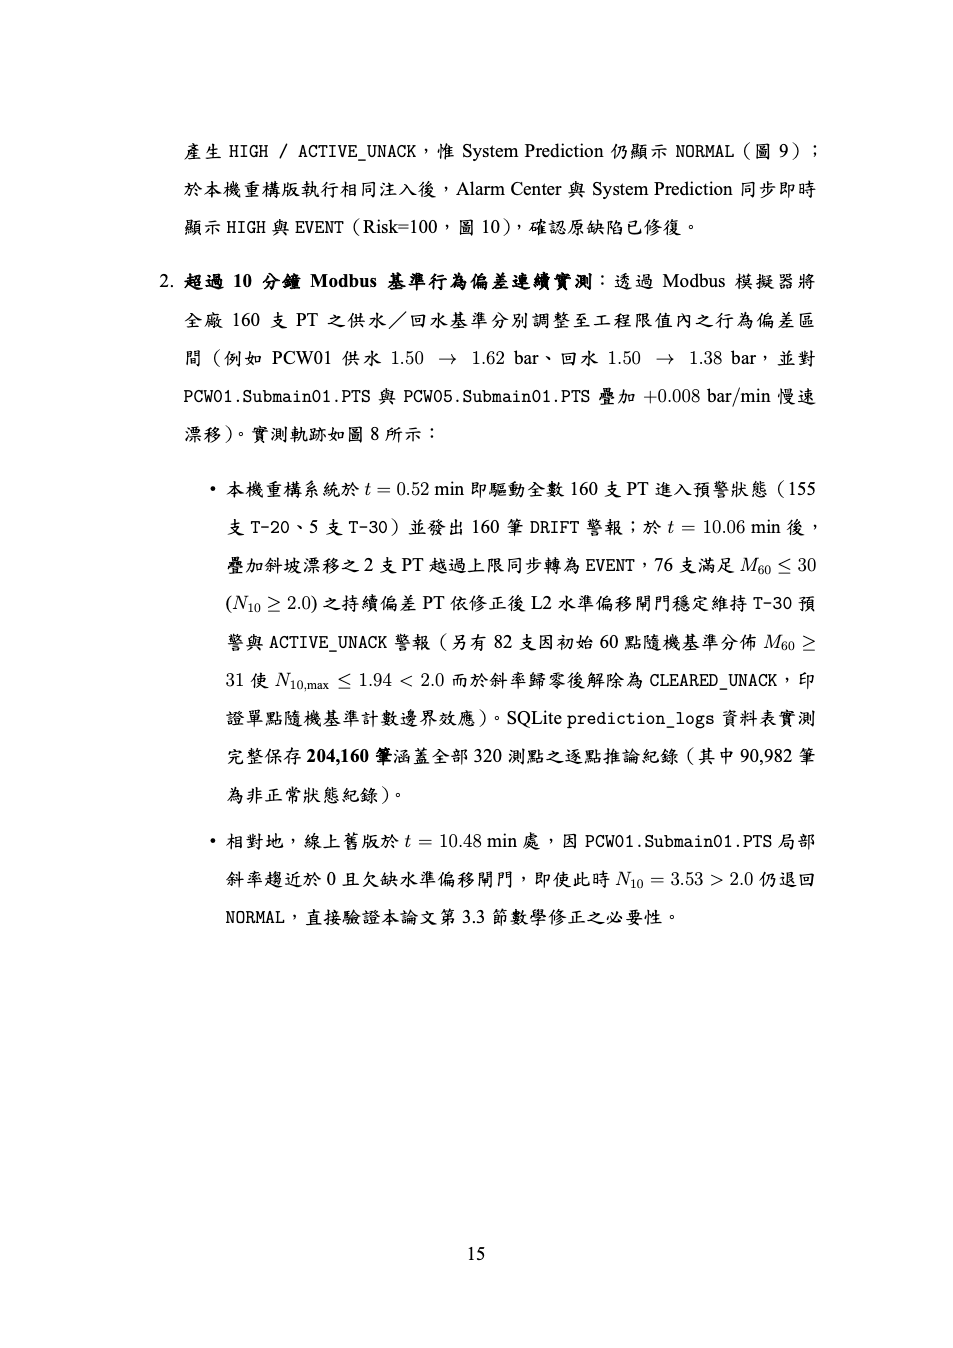 產生 HIGH / ACTIVE_UNACK，惟 System Prediction 仍顯示 NORMAL（圖 9）；
於本機重構版執行相同注入後，Alarm Center 與 System Prediction 同步即時
顯示 HIGH 與 EVENT（Risk=100，圖 10），確認原缺陷已修復。
2. 超過 10 分鐘 Modbus 基準行為偏差連續實測：透過 Modbus 模擬器將
全廠 160 支 PT 之供水／回水基準分別調整至工程限值內之行為偏差區
間（例如 PCW01 供水 1.50 → 1.62 bar、回水 1.50 → 1.38 bar，並對
PCW01.Submain01.PTS 與 PCW05.Submain01.PTS 疊加 +0.008 bar/min 慢速
漂移）。實測軌跡如圖 8 所示：
• 本機重構系統於 t = 0.52 min 即驅動全數 160 支 PT 進入預警狀態（155
支 T-20、5 支 T-30）並發出 160 筆 DRIFT 警報；於 t = 10.06 min 後，
疊加斜坡漂移之 2 支 PT 越過上限同步轉為 EVENT，76 支滿足 M₆₀ ≤ 30
(N₁₀ ≥ 2.0) 之持續偏差 PT 依修正後 L2 水準偏移閘門穩定維持 T-30 預
警與 ACTIVE_UNACK 警報（另有 82 支因初始 60 點隨機基準分佈 M₆₀ ≥
31 使 N₁₀,max ≤ 1.94 < 2.0 而於斜率歸零後解除為 CLEARED_UNACK，印
證單點隨機基準計數邊界效應）。SQLite prediction_logs 資料表實測
完整保存 204,160 筆涵蓋全部 320 測點之逐點推論紀錄（其中 90,982 筆
為非正常狀態紀錄）。
• 相對地，線上舊版於 t = 10.48 min 處，因 PCW01.Submain01.PTS 局部
斜率趨近於 0 且欠缺水準偏移閘門，即使此時 N₁₀ = 3.53 > 2.0 仍退回
NORMAL，直接驗證本論文第 3.3 節數學修正之必要性。
15